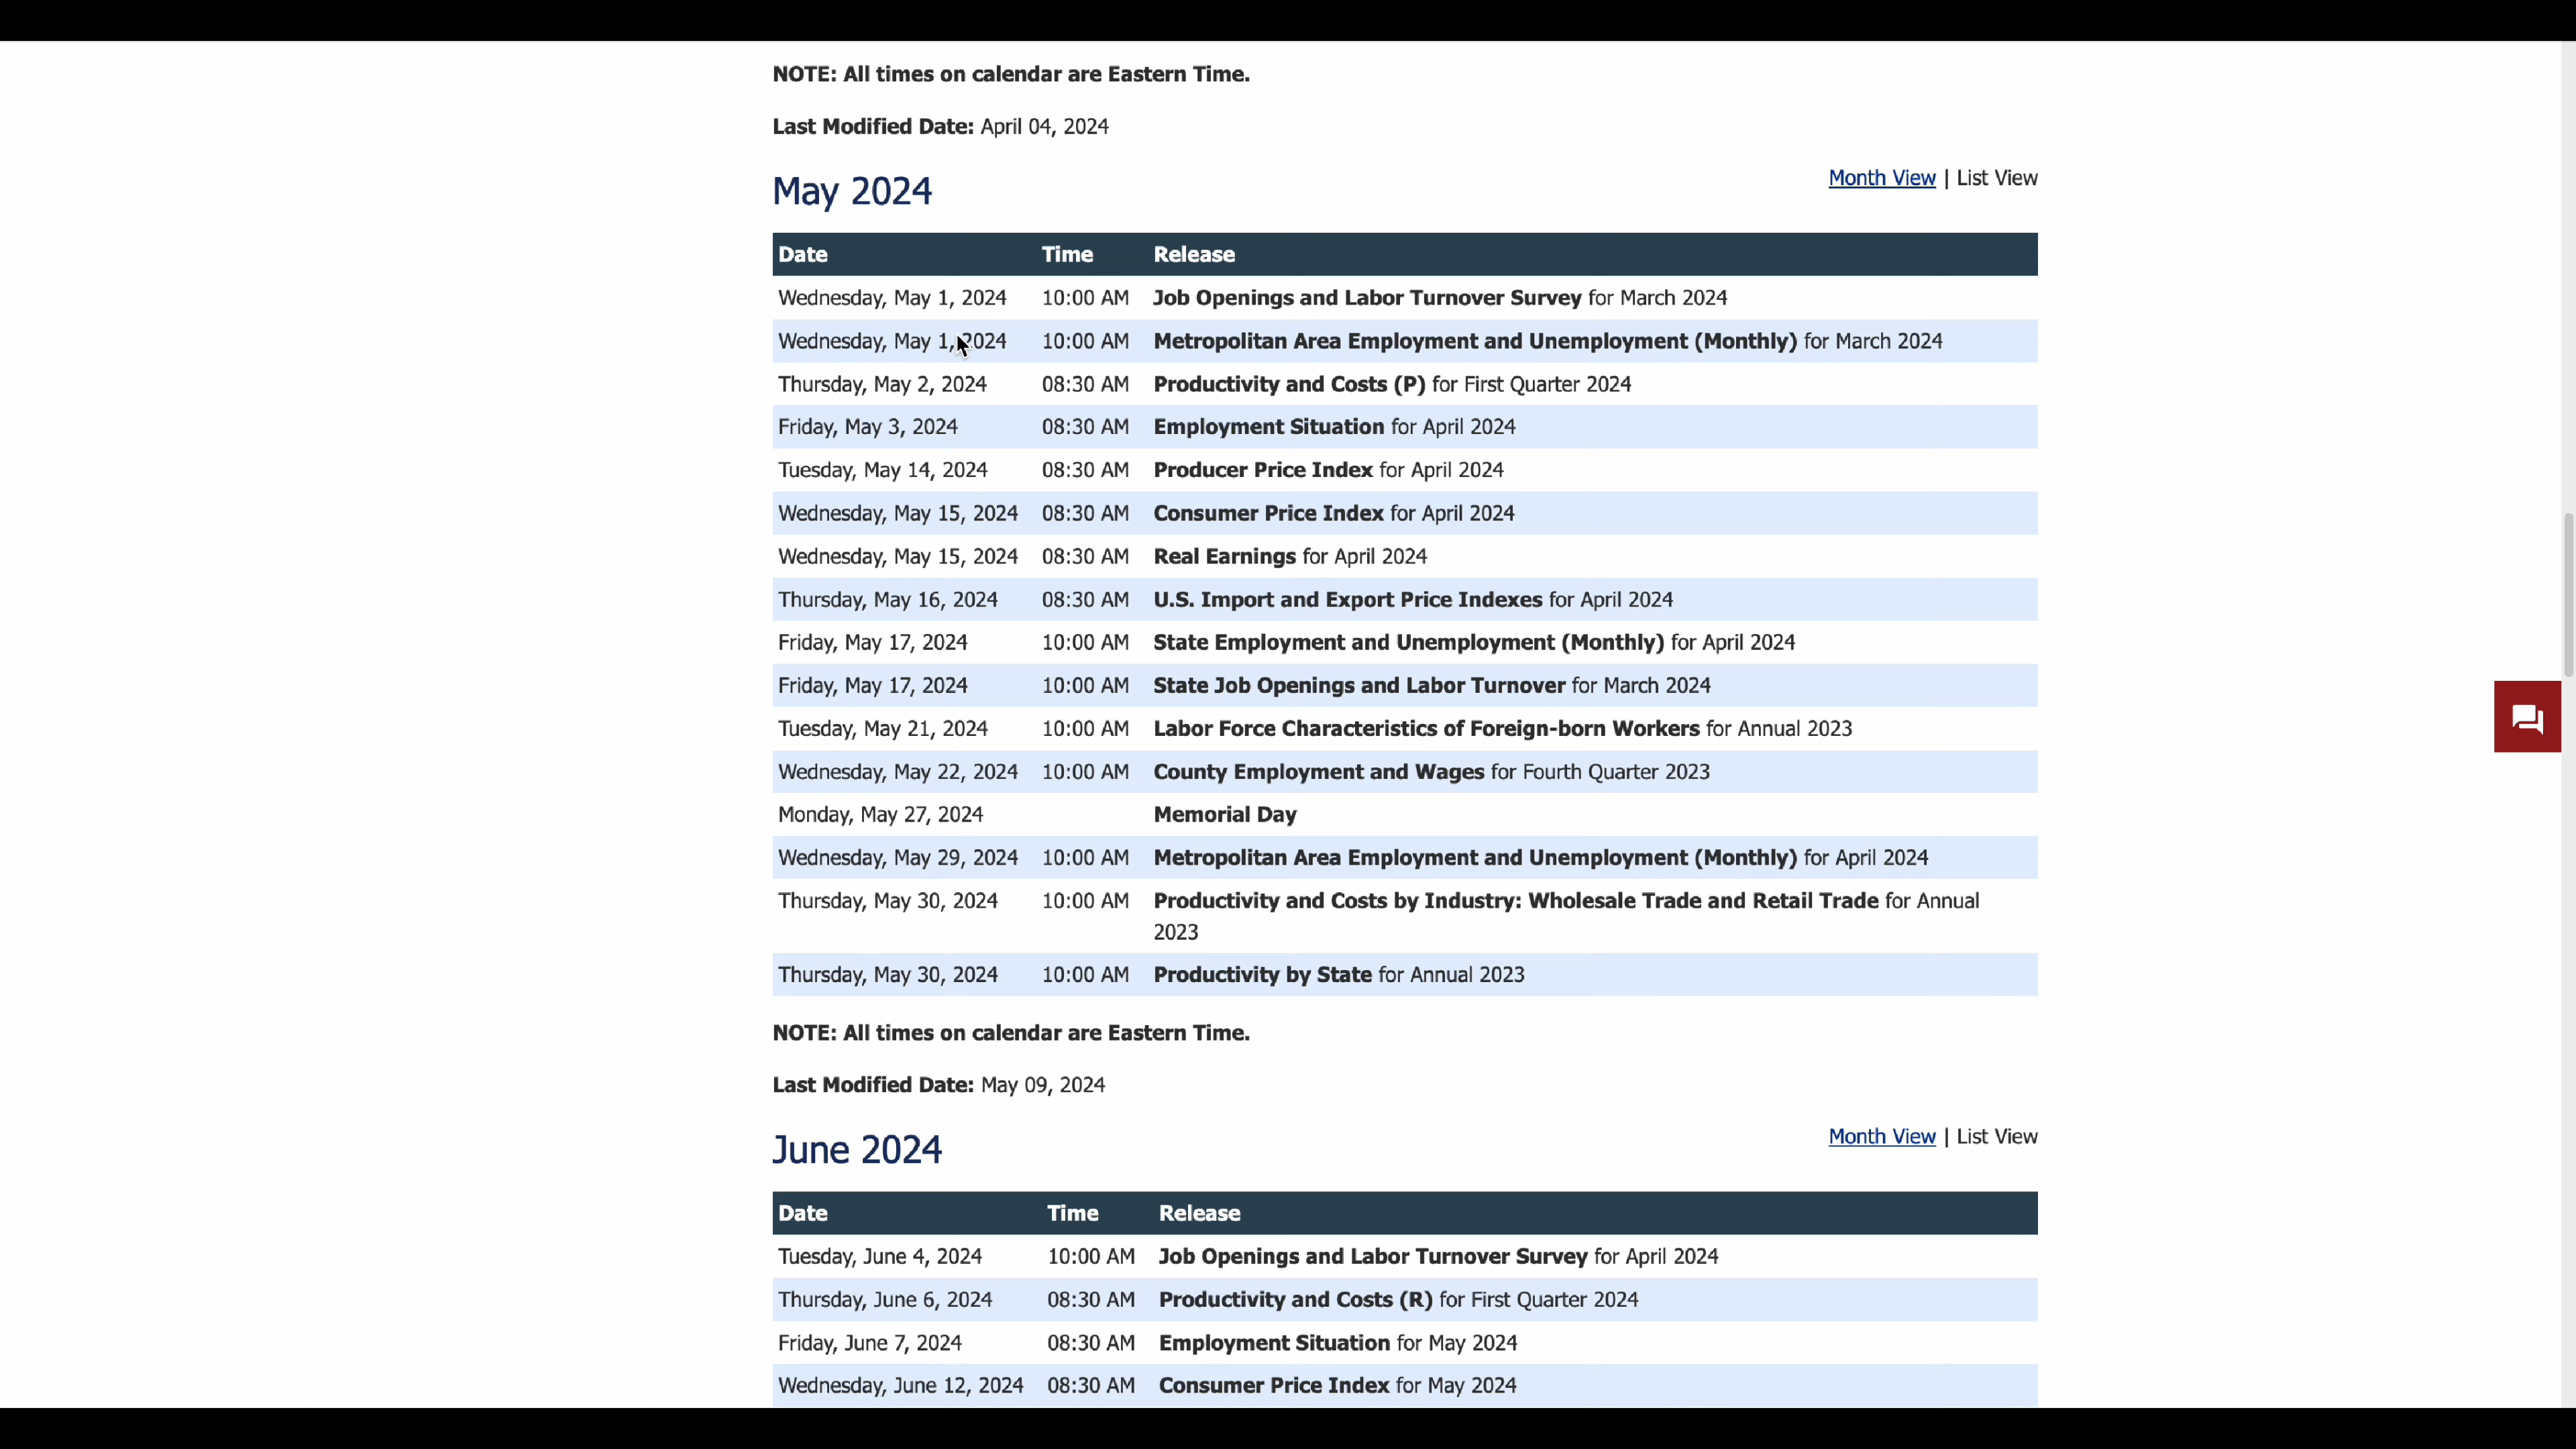 NOTE: All times on calendar are Eastern Time.
Last Modified Date: April 04, 2024
May 2024
Month View | List View
Date Time Release
Wednesday, May 1, 2024 10:00 AM Job Openings and Labor Turnover Survey for March 2024
Wednesday, May 1, 2024 10:00 AM Metropolitan Area Employment and Unemployment (Monthly) for March 2024
Thursday, May 2, 2024 08:30 AM Productivity and Costs (P) for First Quarter 2024
Friday, May 3, 2024 08:30 AM Employment Situation for April 2024
Tuesday, May 14, 2024 08:30 AM Producer Price Index for April 2024
Wednesday, May 15, 2024 08:30 AM Consumer Price Index for April 2024
Wednesday, May 15, 2024 08:30 AM Real Earnings for April 2024
Thursday, May 16, 2024 08:30 AM U.S. Import and Export Price Indexes for April 2024
Friday, May 17, 2024 10:00 AM State Employment and Unemployment (Monthly) for April 2024
Friday, May 17, 2024 10:00 AM State Job Openings and Labor Turnover for March 2024
Tuesday, May 21, 2024 10:00 AM Labor Force Characteristics of Foreign-born Workers for Annual 2023
Wednesday, May 22, 2024 10:00 AM County Employment and Wages for Fourth Quarter 2023
Monday, May 27, 2024 Memorial Day
Wednesday, May 29, 2024 10:00 AM Metropolitan Area Employment and Unemployment (Monthly) for April 2024
Thursday, May 30, 2024 10:00 AM Productivity and Costs by Industry: Wholesale Trade and Retail Trade for Annual
2023
Thursday, May 30, 2024 10:00 AM Productivity by State for Annual 2023
NOTE: All times on calendar are Eastern Time.
Last Modified Date: May 09, 2024
June 2024
Month View | List View
Date Time Release
Tuesday, June 4, 2024 10:00 AM Job Openings and Labor Turnover Survey for April 2024
Thursday, June 6, 2024 08:30 AM Productivity and Costs (R) for First Quarter 2024
Friday, June 7, 2024 08:30 AM Employment Situation for May 2024
Wednesday, June 12, 2024 08:30 AM Consumer Price Index for May 2024